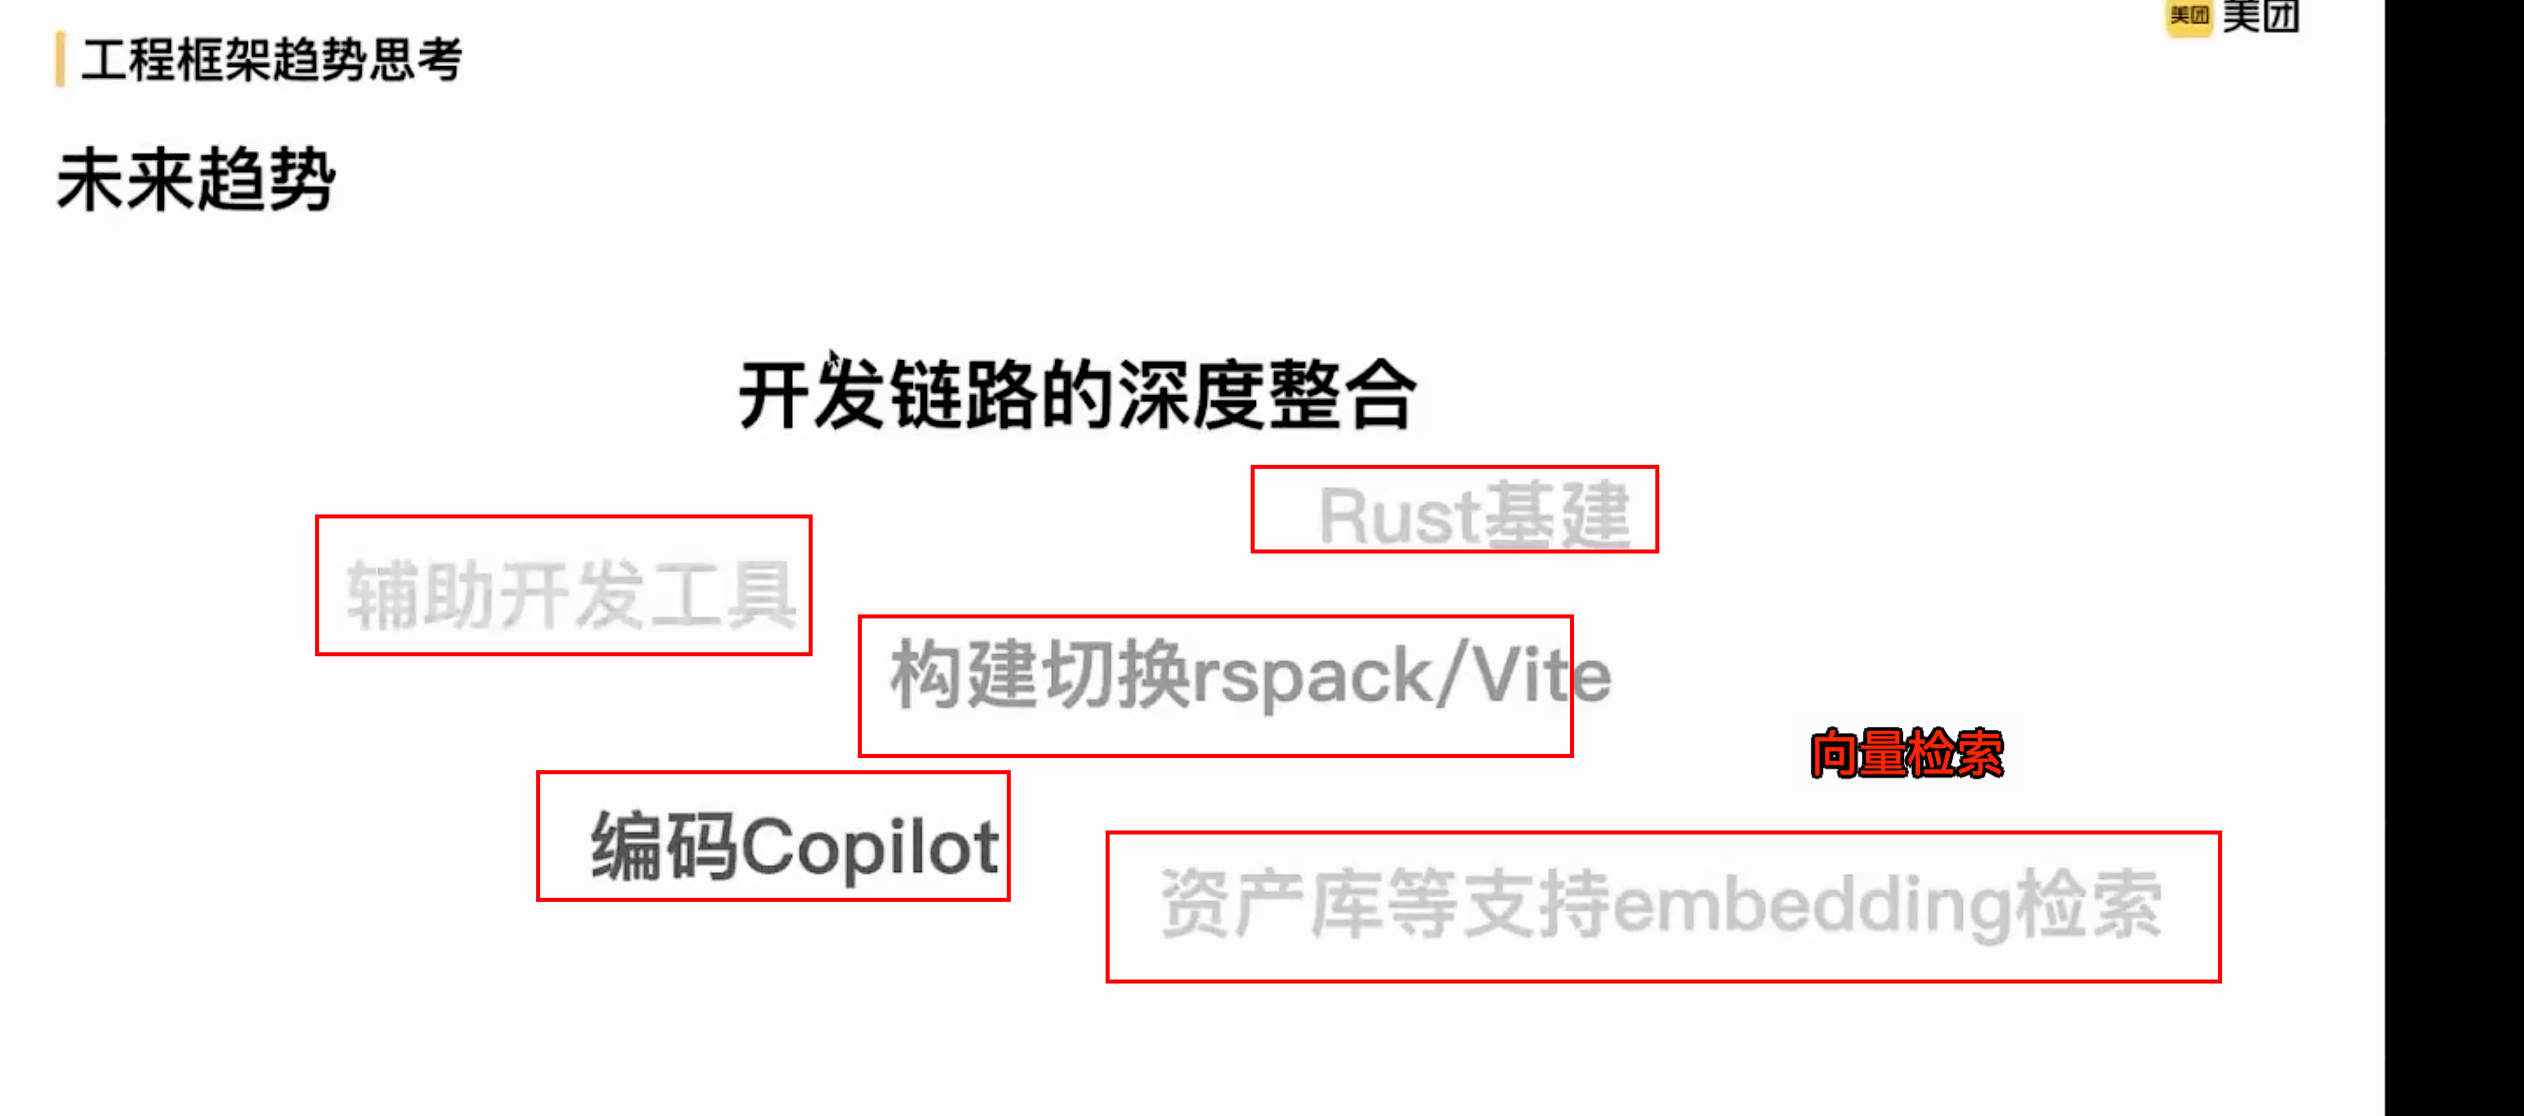 美团 美团
工程框架趋势思考
未来趋势
开发链路的深度整合
Rust基建
辅助开发工具
构建切换rspack/Vite
向量检索
编码Copilot
资产库等支持embedding检索